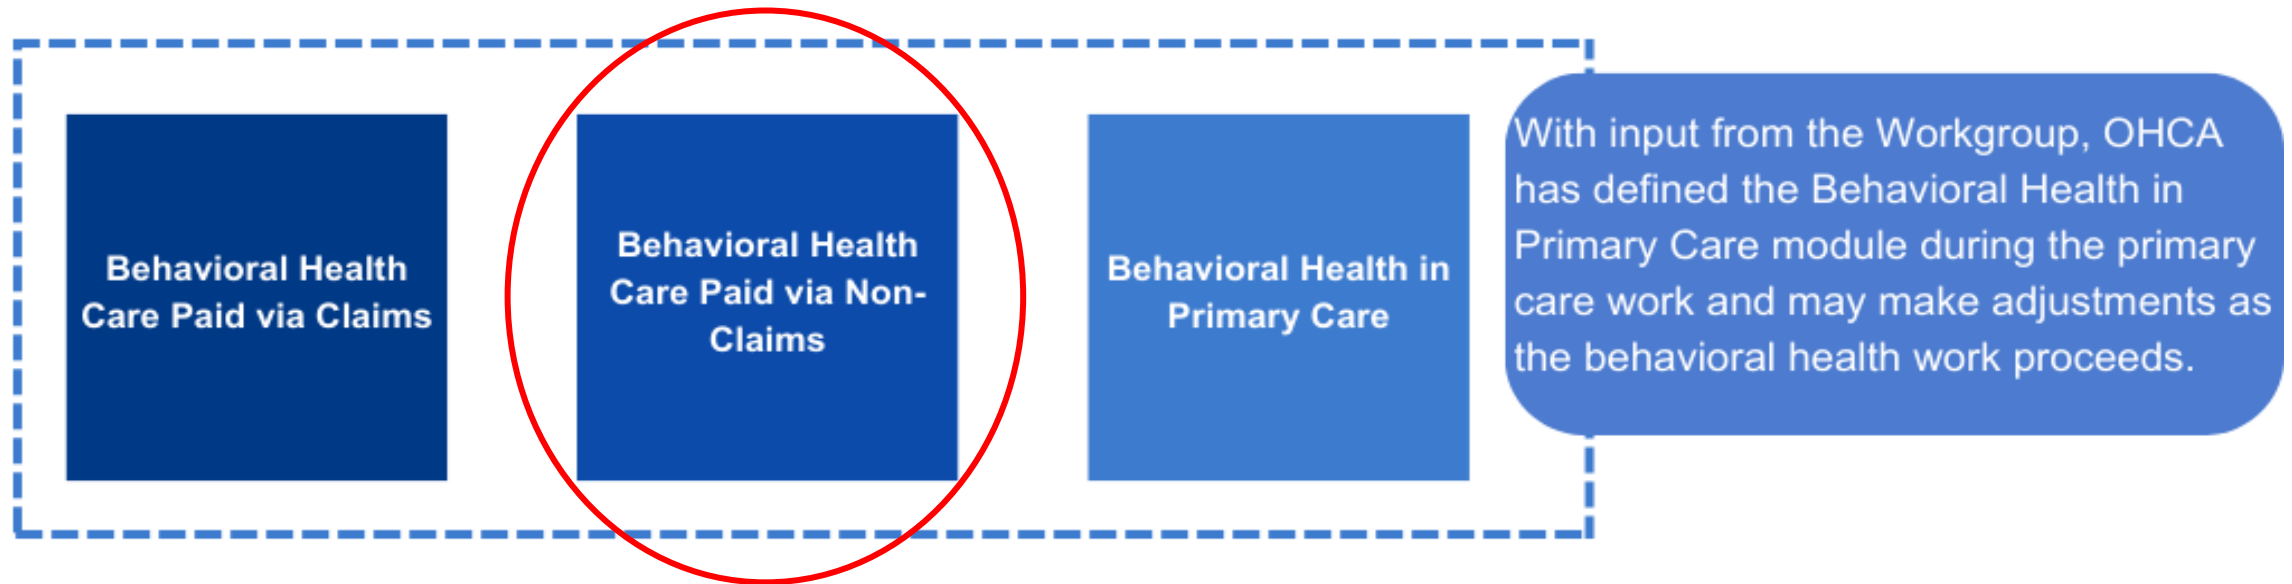 Behavioral Health
Care Paid via Claims
Behavioral Health
Care Paid via Non-
Claims
Behavioral Health in
Primary Care
With input from the Workgroup, OHCA
has defined the Behavioral Health in
Primary Care module during the primary
care work and may make adjustments as
the behavioral health work proceeds.